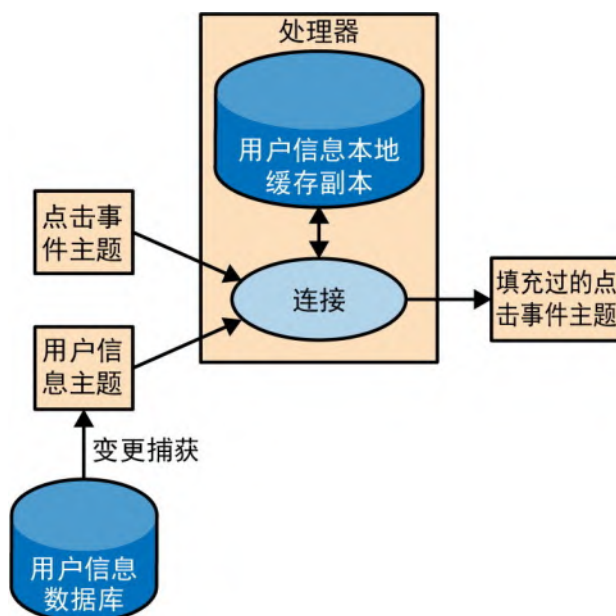 处理器
用户信息本地
缓存副本
点击事
件主题
连接
填充过的点
击事件主题
用户信
息主题
变更捕获
用户信息
数据库